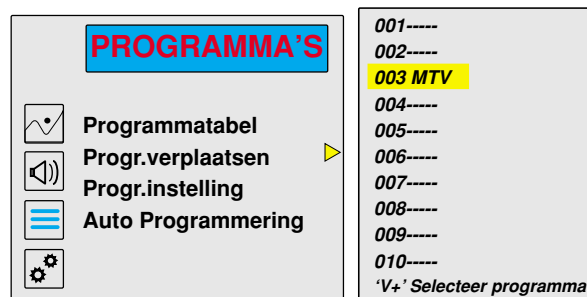 PROGRAMMA'S
Programmatabel
Progr.verplaatsen
Progr.instelling
Auto Programmering
001-----
002-----
003 MTV
004-----
005-----
006-----
007-----
008-----
009-----
010-----
‘V+’ Selecteer programma